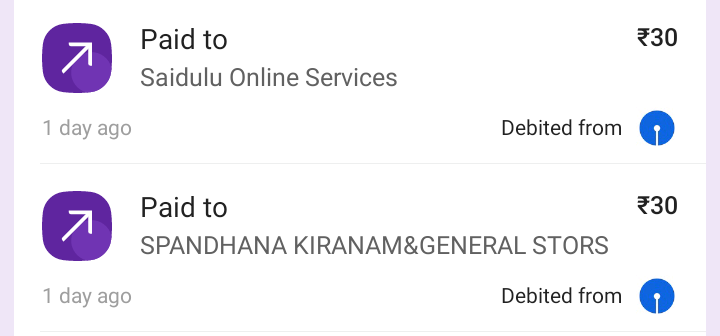 Paid to
₹30
Saidulu Online Services
1 day ago
Debited from
Paid to
₹30
SPANDHANA KIRANAM&GENERAL STORS
1 day ago
Debited from